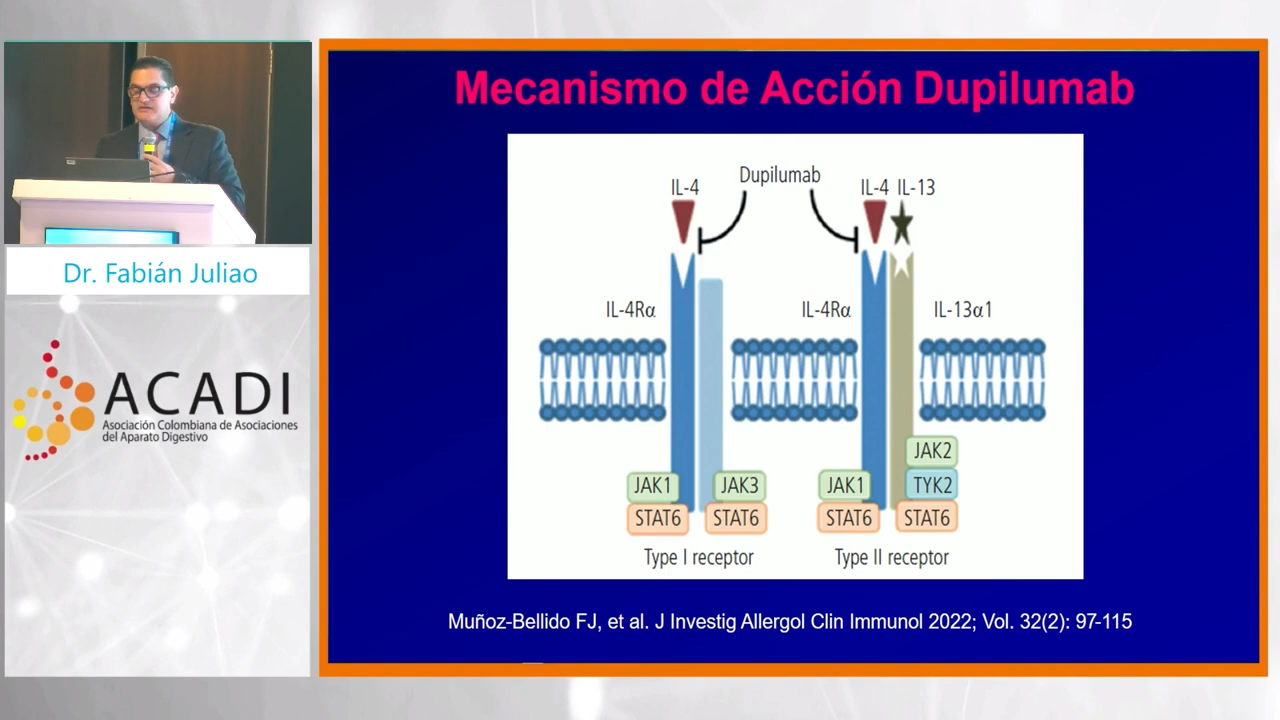 Mecanismo de Acción Dupilumab
IL-4
Dupilumab
IL-4 IL-13
IL-4Rα
IL-4Rα
IL-13α1
JAK2
JAK1
JAK3
JAK1
TYK2
STAT6
STAT6
STAT6
STAT6
Type I receptor
Type II receptor
Muñoz-Bellido FJ, et al. J Investig Allergol Clin Immunol 2022; Vol. 32(2): 97-115
Dr. Fabián Juliao
ACADI
Asociación Colombiana de Asociaciones
del Aparato Digestivo